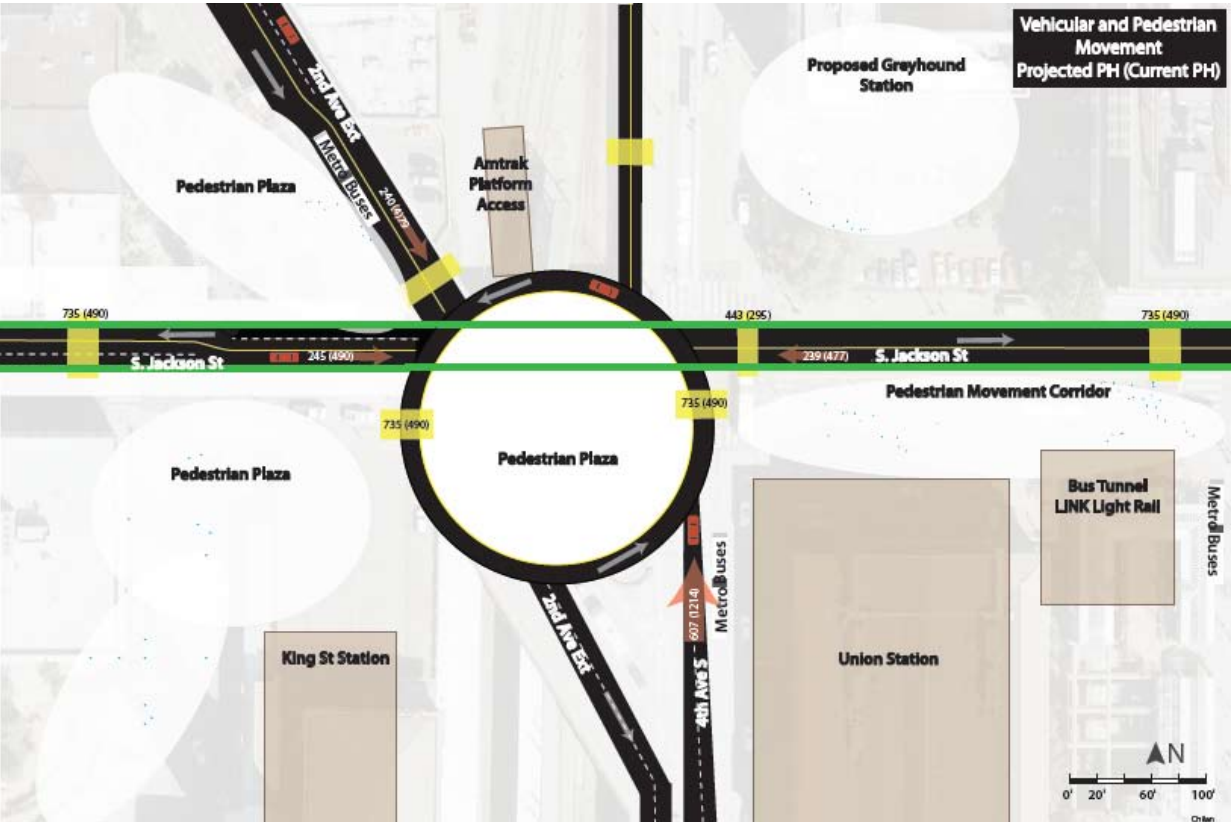 Vehicular and Pedestrian
Movement
Projected PH (Current PH)
2nd Ave Ext
Proposed Greyhound
Station
Metro Buses
Amtrak
Platform
Access
Pedestrian Plaza
240 (4)79
735 (490)
443 (295)
735 (490)
S. Jackson St
245 (490)
239 (477)
S. Jackson St
Pedestrian Movement Corridor
735 (490)
735 (490)
Pedestrian Plaza
Pedestrian Plaza
Bus Tunnel
LINK Light Rail
Metro Buses
Metro Buses
607 (1214)
2nd Ave Ext
4th Ave S
King St Station
Union Station
N
0' 20' 60' 100'